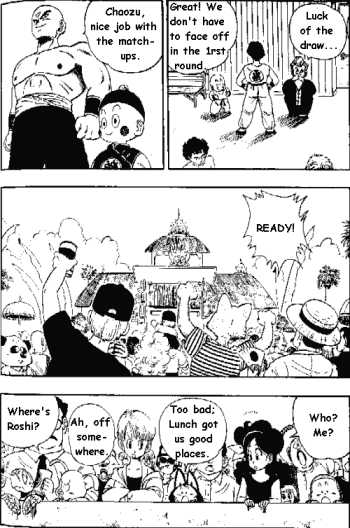 Chaozu,
nice job with
the match-
ups.
Great! We
don't have
to face off
in the 1rst
round.
Luck
of the
draw...
READY!
Where's
Roshi?
Ah, off
some-
where.
Too bad;
Lunch got
us good
places.
Who?
Me?